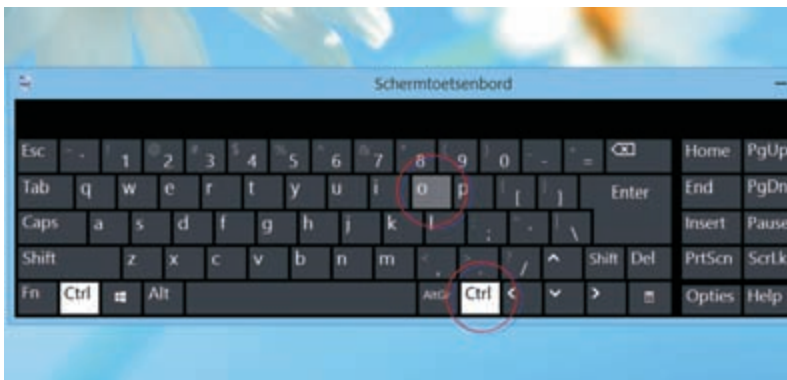 Schermtoetsenbord
Esc 1 2 3 4 5 6 7 8 9 0 - = Home PgUp
Tab q w e r t y u i o p [ ] Enter End PgDn
Caps a s d f g h j k l ; ' \ Insert Pause
Shift z x c v b n m , . / ^ Shift Del PrtScn ScrLk
Fn Ctrl Alt AltGr Ctrl < > Opties Help